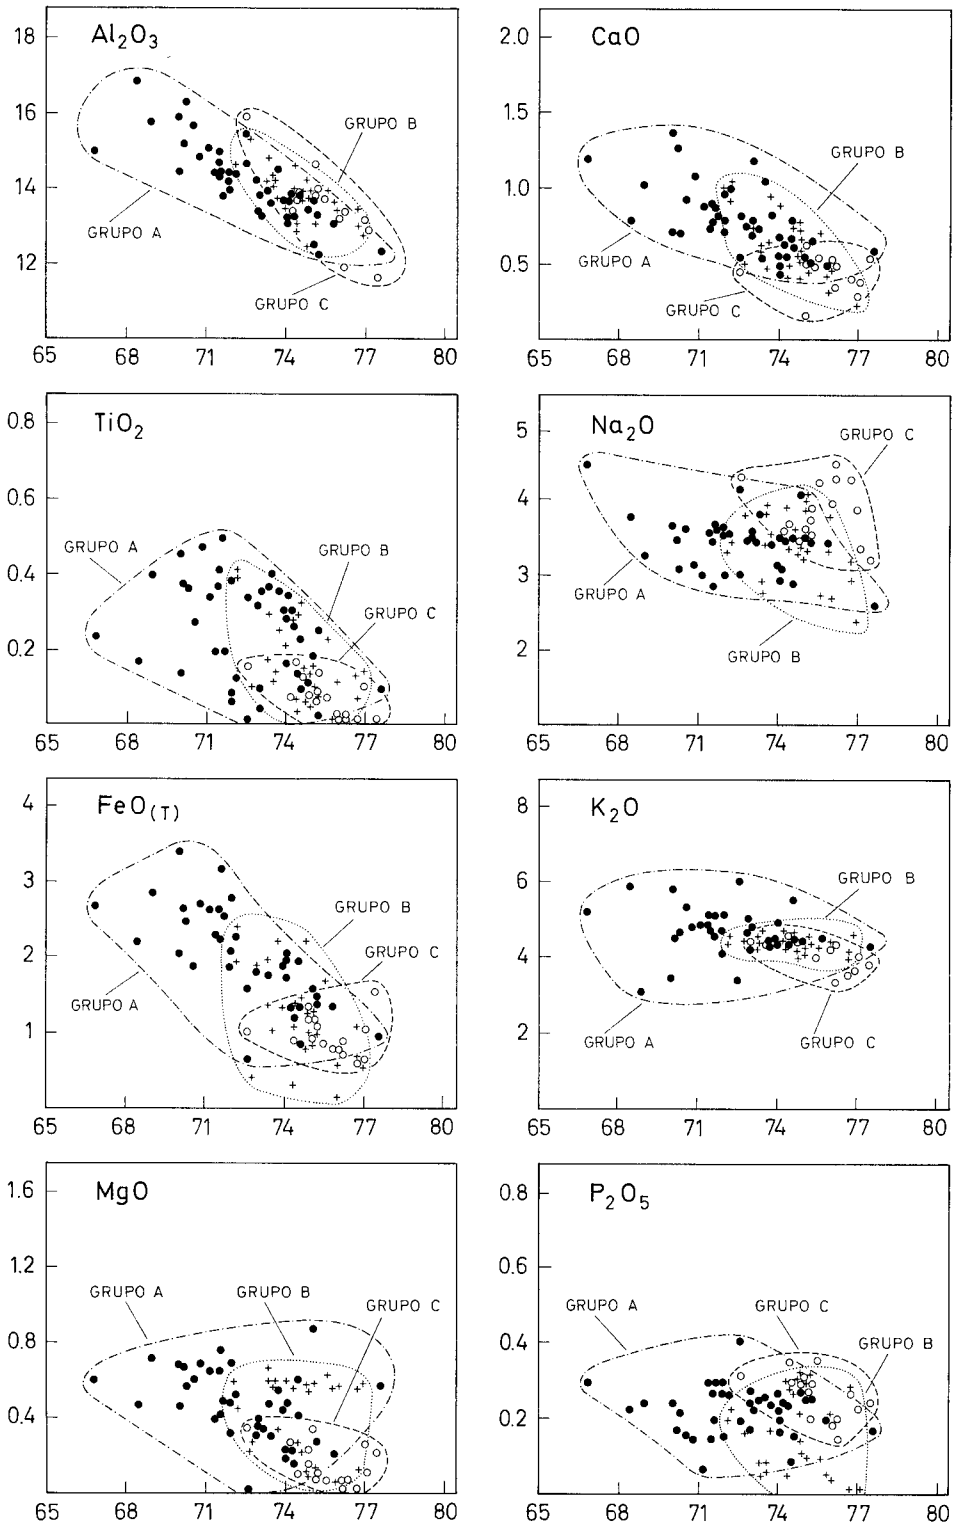 Al₂O₃
18
16
14
12
GRUPO B
GRUPO A
GRUPO C
65 68 71 74 77 80
CaO
2.0
1.5
1.0
0.5
GRUPO B
GRUPO A
GRUPO C
65 68 71 74 77 80
TiO₂
0.8
0.6
0.4
0.2
GRUPO A
GRUPO B
GRUPO C
65 68 71 74 77 80
Na₂O
5
4
3
2
GRUPO C
GRUPO A
GRUPO B
65 68 71 74 77 80
FeO(T)
4
3
2
1
GRUPO B
GRUPO C
GRUPO A
65 68 71 74 77 80
K₂O
8
6
4
2
GRUPO B
GRUPO A
GRUPO C
65 68 71 74 77 80
MgO
1.6
1.2
0.8
0.4
GRUPO A
GRUPO B
GRUPO C
65 68 71 74 77 80
P₂O₅
0.8
0.6
0.4
0.2
GRUPO A
GRUPO C
GRUPO B
65 68 71 74 77 80